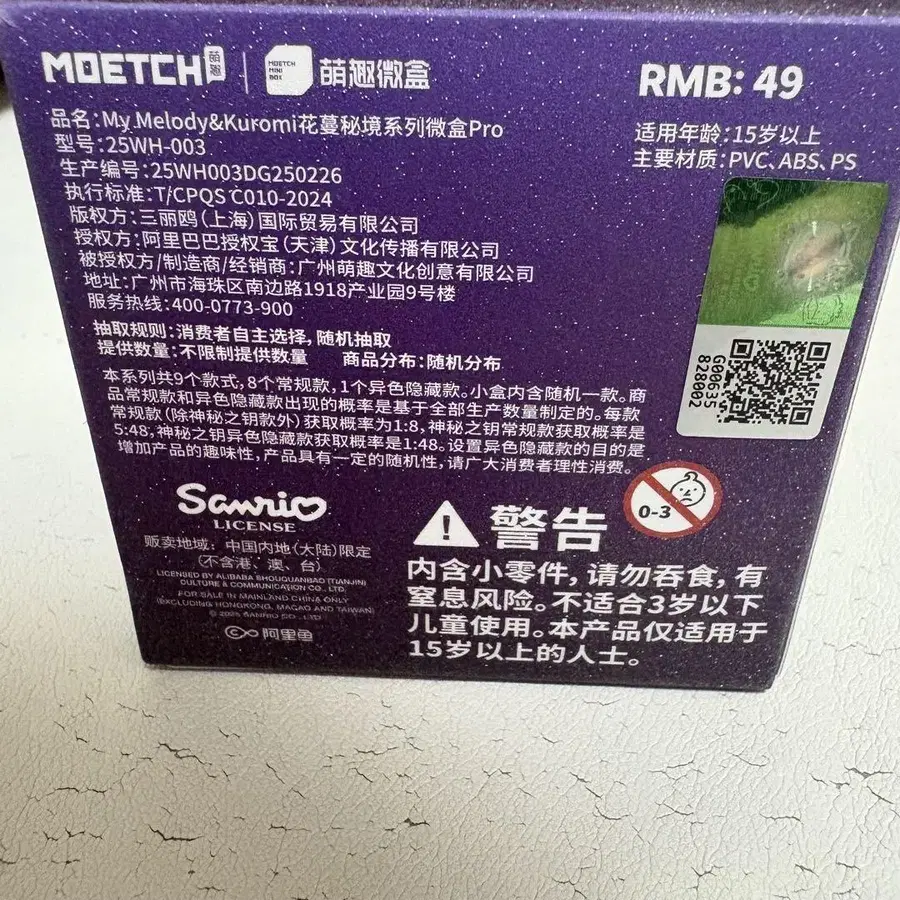 MOETCH 萌趣 | MOETCH MINI BOX 萌趣微盒
RMB: 49
品名:My Melody&Kuromi花蔓秘境系列微盒Pro
型号:25WH-003
生产编号:25WH003DG250226
执行标准:T/CPQS C010-2024
版权方:三丽鸥(上海)国际贸易有限公司
授权方:阿里巴巴授权宝(天津)文化传播有限公司
被授权方/制造商/经销商:广州萌趣文化创意有限公司
地址:广州市海珠区南边路1918产业园9号楼
服务热线:400-0773-900
适用年龄:15岁以上
主要材质:PVC、ABS、PS
G00635
828002
抽取规则:消费者自主选择,随机抽取
提供数量:不限制提供数量 商品分布:随机分布
本系列共9个款式,8个常规款,1个异色隐藏款。小盒内含随机一款。商
品常规款和异色隐藏款出现的概率是基于全部生产数量制定的。每款
常规款(除神秘之钥款外)获取概率为1:8,神秘之钥常规款获取概率是
5:48,神秘之钥异色隐藏款获取概率是1:48。设置异色隐藏款的目的是
增加产品的趣味性,产品具有一定的随机性,请广大消费者理性消费。
Sanrio
LICENSE
贩卖地域:中国内地(大陆)限定
(不含港、澳、台)
LICENSED BY ALIBABA SHOUQUANBAO (TIANJIN)
CULTURE & COMMUNICATION CO., LTD.
FOR SALE IN MAINLAND CHINA ONLY
(EXCLUDING HONGKONG, MACAO AND TAIWAN)
© 2025 SANRIO CO., LTD.
阿里鱼
警告
0-3
内含小零件,请勿吞食,有
窒息风险。不适合3岁以下
儿童使用。本产品仅适用于
15岁以上的人士。